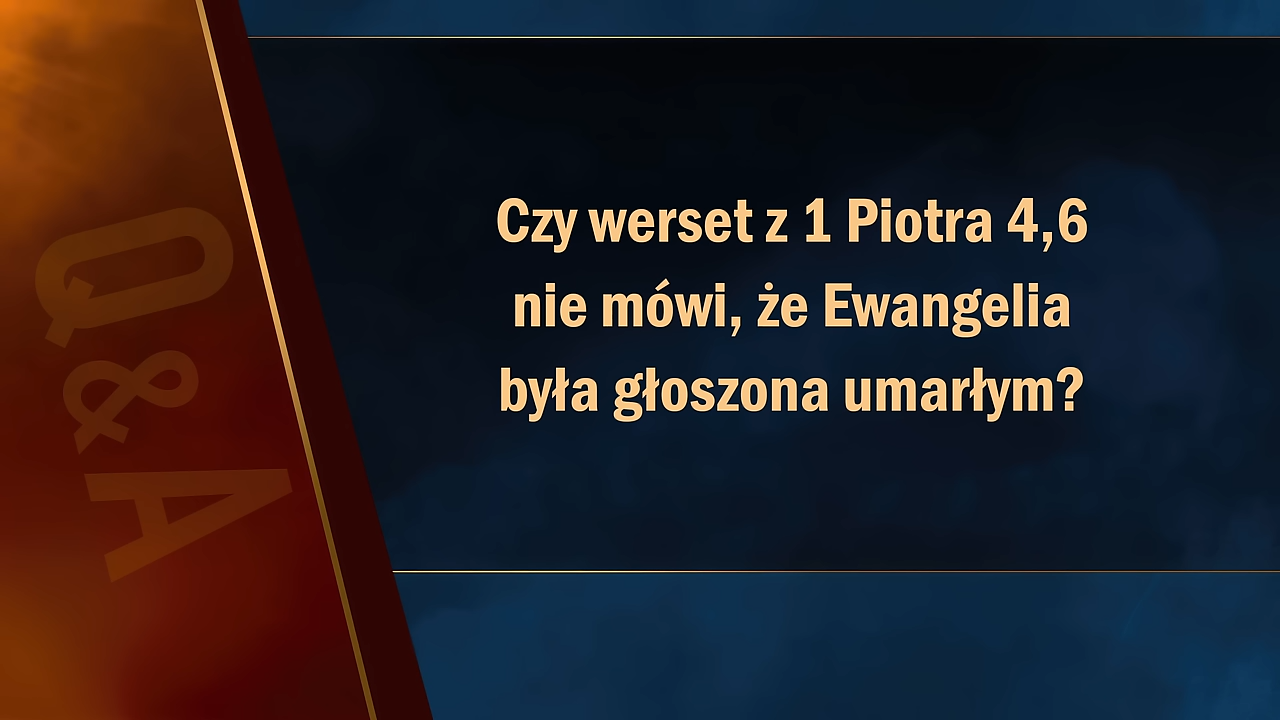 Czy werset z 1 Piotra 4,6
nie mówi, że Ewangelia
była głoszona umarłym?
Q & A